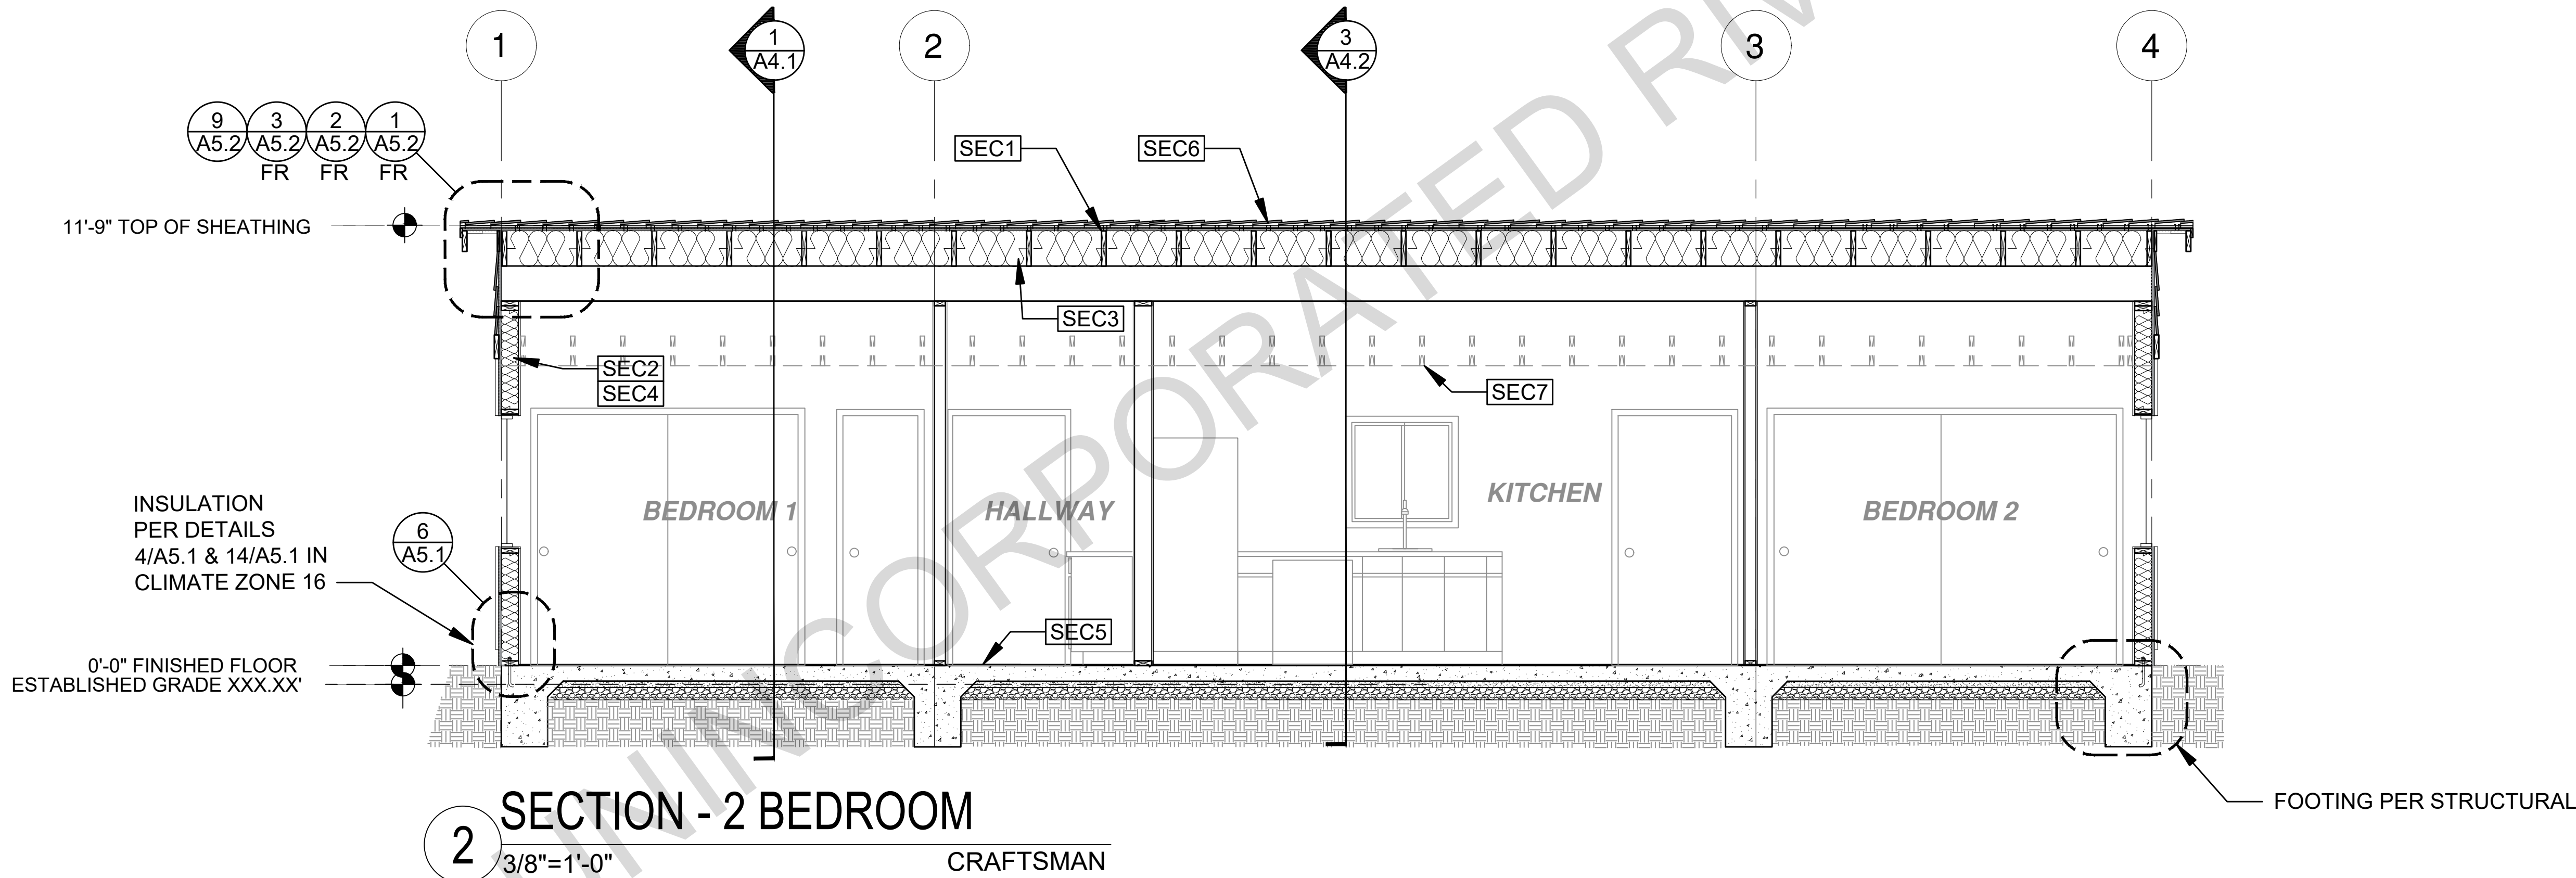 1
1
A4.1
2
3
A4.2
3
4
9
A5.2
3
A5.2
FR
2
A5.2
FR
1
A5.2
FR
SEC1
SEC6
11'-9" TOP OF SHEATHING
SEC3
SEC2
SEC4
SEC7
INSULATION
PER DETAILS
4/A5.1 & 14/A5.1 IN
CLIMATE ZONE 16
6
A5.1
BEDROOM 1
HALLWAY
KITCHEN
BEDROOM 2
SEC5
0'-0" FINISHED FLOOR
ESTABLISHED GRADE XXX.XX'
FOOTING PER STRUCTURAL
2
SECTION - 2 BEDROOM
3/8"=1'-0"
CRAFTSMAN